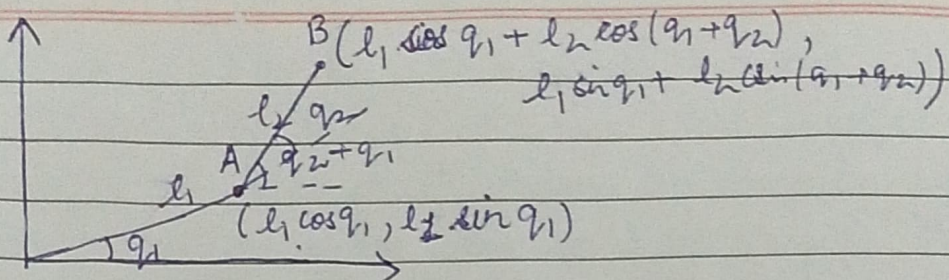 B (l₁ cos q₁ + l₂ cos(q₁+q₂),
l₁ sin q₁ + l₂ sin(q₁+q₂))
l₂ q₂
A q₂+q₁
l₁
(l₁ cos q₁, l₁ sin q₁)
q₁